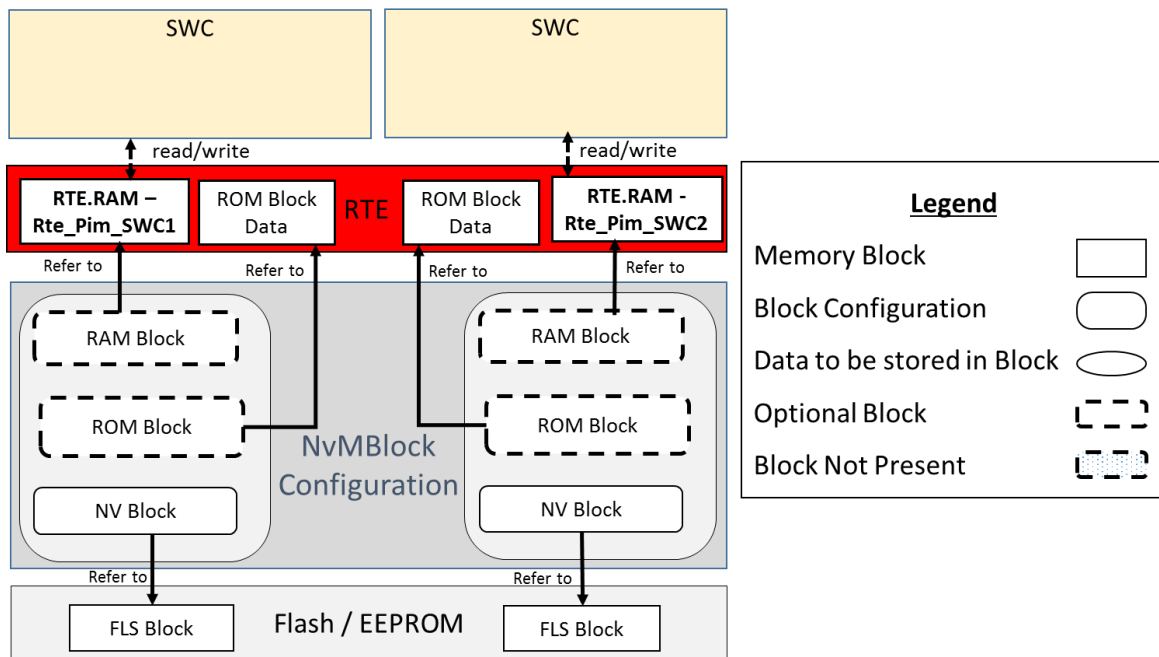 SWC
SWC
read/write
read/write
RTE.RAM –
Rte_Pim_SWC1
ROM Block
Data
RTE
ROM Block
Data
RTE.RAM -
Rte_Pim_SWC2
Refer to
Refer to
Refer to
Refer to
RAM Block
RAM Block
ROM Block
ROM Block
NvMBlock
Configuration
NV Block
NV Block
Refer to
Refer to
FLS Block
Flash / EEPROM
FLS Block
Legend
Memory Block
Block Configuration
Data to be stored in Block
Optional Block
Block Not Present